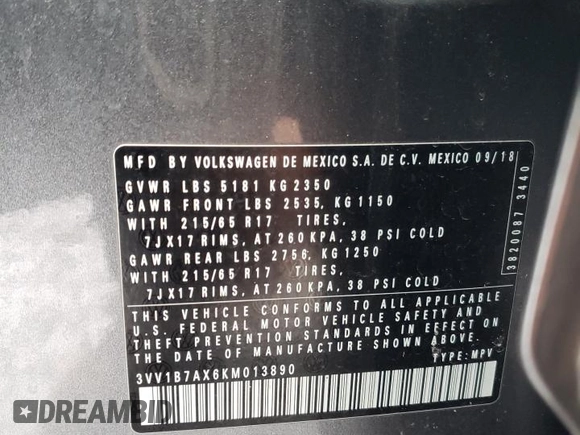 MFD BY VOLKSWAGEN DE MEXICO S.A. DE C.V. MEXICO 09/18
GVWR LBS 5181 KG 2350
GAWR FRONT LBS 2535, KG 1150
WITH 215/65 R17 TIRES,
7JX17 RIMS, AT 260 KPA, 38 PSI COLD
GAWR REAR LBS 2756, KG 1250
WITH 215/65 R17 TIRES,
7JX17 RIMS, AT 260 KPA, 38 PSI COLD
THIS VEHICLE CONFORMS TO ALL APPLICABLE
U.S. FEDERAL MOTOR VEHICLE SAFETY AND
THEFT PREVENTION STANDARDS IN EFFECT ON
THE DATE OF MANUFACTURE SHOWN ABOVE.
3VV1B7AX6KM013890
TYPE: MPV
3820087 3440
DREAMBID